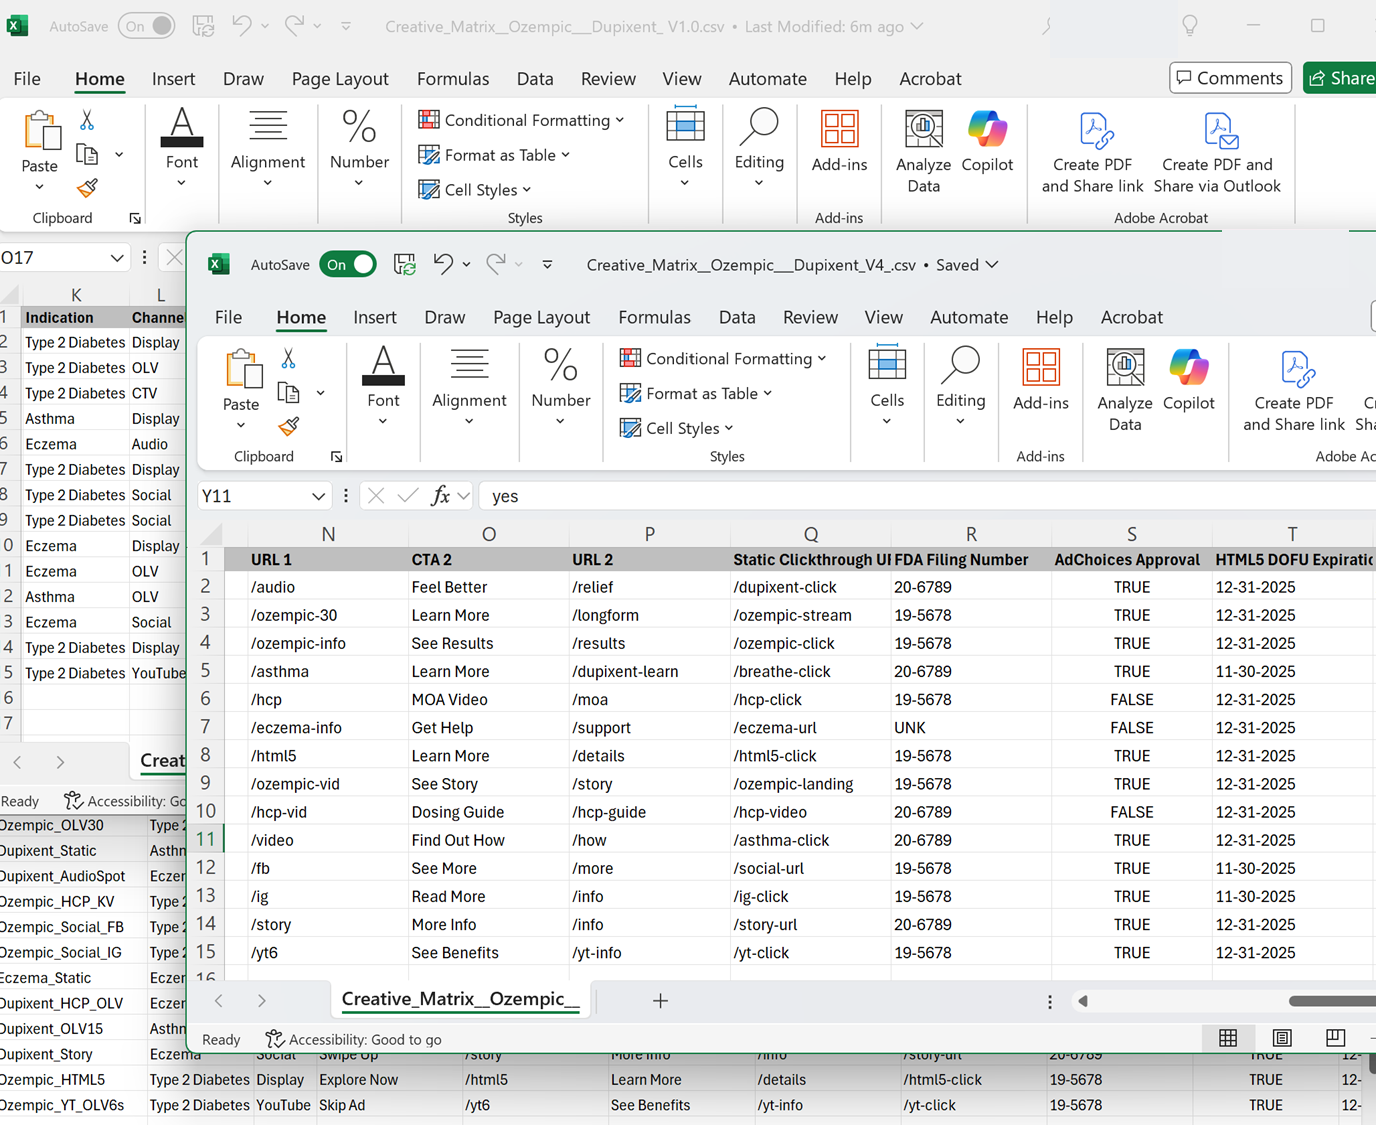 AutoSave On Creative_Matrix__Ozempic___Dupixent_ V1.0.csv • Last Modified: 6m ago
File Home Insert Draw Page Layout Formulas Data Review View Automate Help Acrobat Comments Share
Paste Font Alignment Number Conditional Formatting Format as Table Cell Styles Cells Editing Add-ins Analyze Data Copilot Create PDF and Share link Create PDF and Share via Outlook
Clipboard Styles Add-ins Adobe Acrobat
O17
K L
1 Indication Channe
2 Type 2 Diabetes Display
3 Type 2 Diabetes OLV
4 Type 2 Diabetes CTV
5 Asthma Display
6 Eczema Audio
7 Type 2 Diabetes Display
8 Type 2 Diabetes Social
9 Type 2 Diabetes Social
0 Eczema Display
1 Eczema OLV
2 Asthma OLV
3 Eczema Social
4 Type 2 Diabetes Display
5 Type 2 Diabetes YouTube
6
7
Creat
Ready Accessibility: Go
AutoSave On Creative_Matrix__Ozempic___Dupixent_V4_.csv • Saved
File Home Insert Draw Page Layout Formulas Data Review View Automate Help Acrobat
Paste Font Alignment Number Conditional Formatting Format as Table Cell Styles Cells Editing Add-ins Analyze Data Copilot Create PDF and Share link Cr Sha
Clipboard Styles Add-ins Adobe Ac
Y11 fx yes
N O P Q R S T
1 URL 1 CTA 2 URL 2 Static Clickthrough UR FDA Filing Number AdChoices Approval HTML5 DOFU Expiratio
2 /audio Feel Better /relief /dupixent-click 20-6789 TRUE 12-31-2025
3 /ozempic-30 Learn More /longform /ozempic-stream 19-5678 TRUE 12-31-2025
4 /ozempic-info See Results /results /ozempic-click 19-5678 TRUE 12-31-2025
5 /asthma Learn More /dupixent-learn /breathe-click 20-6789 TRUE 11-30-2025
6 /hcp MOA Video /moa /hcp-click 19-5678 FALSE 12-31-2025
7 /eczema-info Get Help /support /eczema-url UNK FALSE 12-31-2025
8 /html5 Learn More /details /html5-click 19-5678 TRUE 12-31-2025
9 /ozempic-vid See Story /story /ozempic-landing 19-5678 TRUE 12-31-2025
10 /hcp-vid Dosing Guide /hcp-guide /hcp-video 20-6789 FALSE 12-31-2025
11 /video Find Out How /how /asthma-click 20-6789 TRUE 12-31-2025
12 /fb See More /more /social-url 19-5678 TRUE 11-30-2025
13 /ig Read More /info /ig-click 19-5678 TRUE 11-30-2025
14 /story More Info /info /story-url 20-6789 TRUE 12-31-2025
15 /yt6 See Benefits /yt-info /yt-click 19-5678 TRUE 12-31-2025
16
Creative_Matrix__Ozempic__
Ready Accessibility: Good to go
Ozempic_OLV30 Type 2
Dupixent_Static Asthn
Dupixent_AudioSpot Eczer
Ozempic_HCP_KV Type 2
Ozempic_Social_FB Type 2
Ozempic_Social_IG Type 2
Eczema_Static Eczer
Dupixent_HCP_OLV Eczer
Dupixent_OLV15 Asthn
Dupixent_Story Eczema Social Swipe Up /story More Info /info /story-url 20-6789 TRUE 12-
Ozempic_HTML5 Type 2 Diabetes Display Explore Now /html5 Learn More /details /html5-click 19-5678 TRUE 12-
Ozempic_YT_OLV6s Type 2 Diabetes YouTube Skip Ad /yt6 See Benefits /yt-info /yt-click 19-5678 TRUE 12-